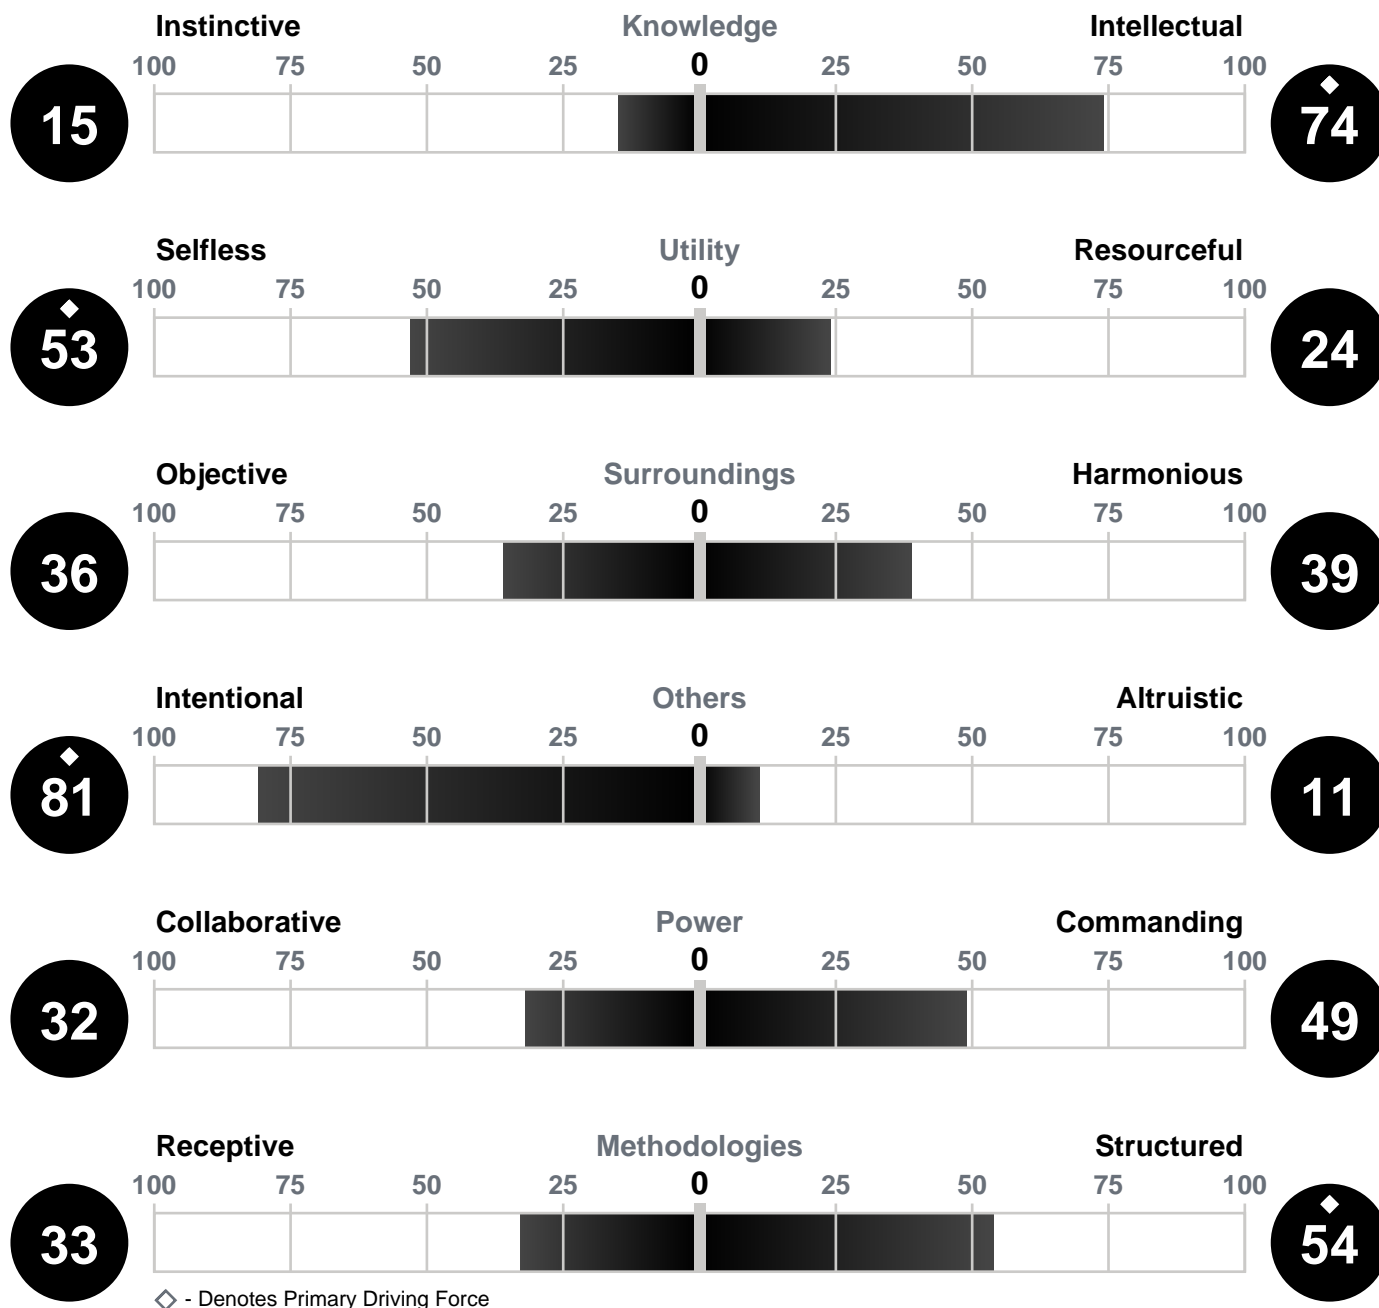 Instinctive Knowledge Intellectual
100 75 50 25 0 25 50 75 100
15 74
Selfless Utility Resourceful
100 75 50 25 0 25 50 75 100
53 24
Objective Surroundings Harmonious
100 75 50 25 0 25 50 75 100
36 39
Intentional Others Altruistic
100 75 50 25 0 25 50 75 100
81 11
Collaborative Power Commanding
100 75 50 25 0 25 50 75 100
32 49
Receptive Methodologies Structured
100 75 50 25 0 25 50 75 100
33 54
◇ - Denotes Primary Driving Force